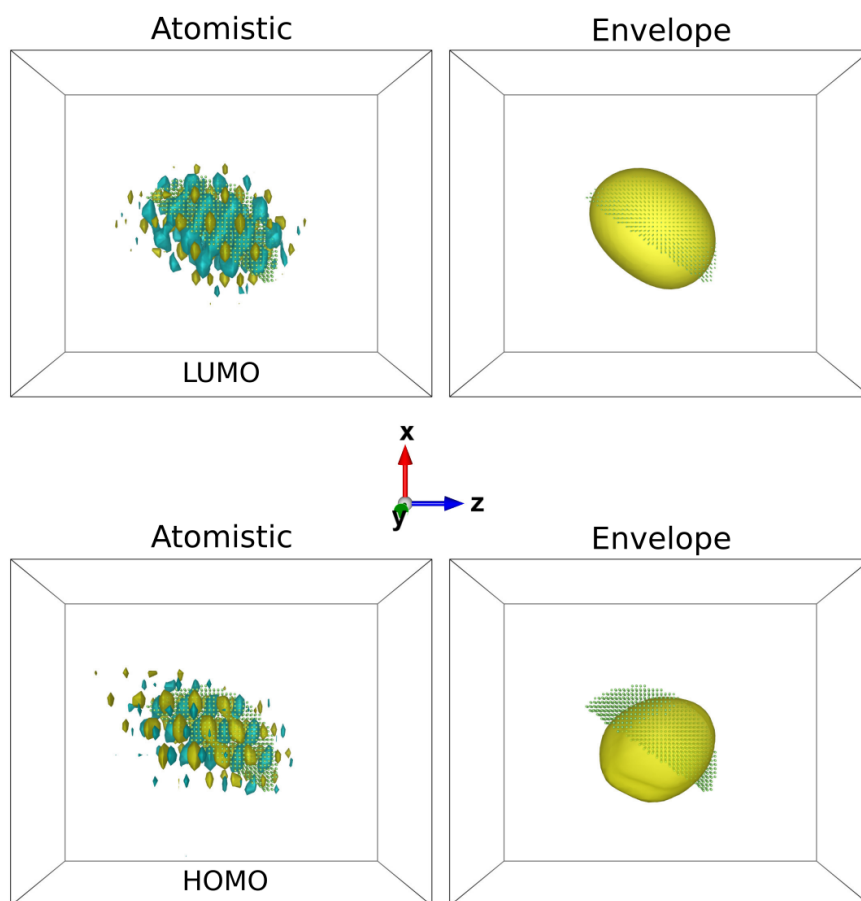 Atomistic
Envelope
LUMO
x
y
z
Atomistic
Envelope
HOMO